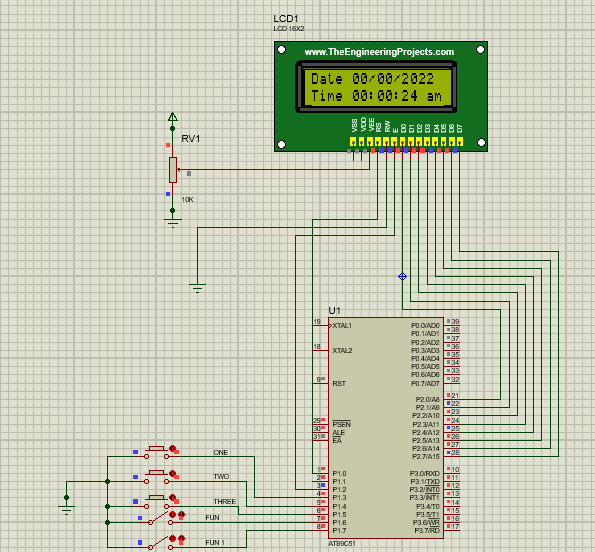 LCD1
LCD 16X2
www.TheEngineeringProjects.com
Date 00/00/2022
Time 00:00:24 am
VSS
VDD
VEE
RS
RW
E
D0
D1
D2
D3
D4
D5
D6
D7
RV1
10K
U1
19 XTAL1
18 XTAL2
9 RST
29 PSEN
30 ALE
31 EA
1 P1.0
2 P1.1
3 P1.2
4 P1.3
5 P1.4
6 P1.5
7 P1.6
8 P1.7
P0.0/AD0 39
P0.1/AD1 38
P0.2/AD2 37
P0.3/AD3 36
P0.4/AD4 35
P0.5/AD5 34
P0.6/AD6 33
P0.7/AD7 32
P2.0/A8 21
P2.1/A9 22
P2.2/A10 23
P2.3/A11 24
P2.4/A12 25
P2.5/A13 26
P2.6/A14 27
P2.7/A15 28
P3.0/RXD 10
P3.1/TXD 11
P3.2/INT0 12
P3.3/INT1 13
P3.4/T0 14
P3.5/T1 15
P3.6/WR 16
P3.7/RD 17
AT89C51
ONE
TWO
THREE
FUN
FUN 1